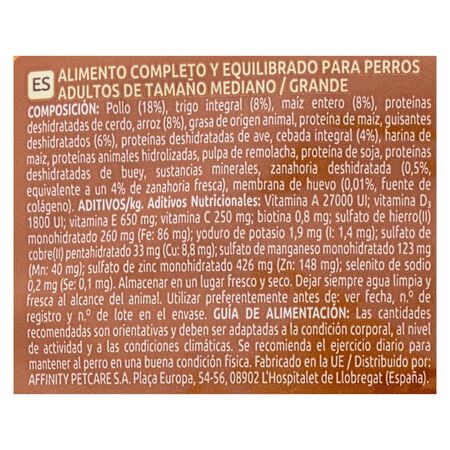 ES
ALIMENTO COMPLETO Y EQUILIBRADO PARA PERROS
ADULTOS DE TAMAÑO MEDIANO / GRANDE
COMPOSICIÓN: Pollo (18%), trigo integral (8%), maíz entero (8%), proteínas
deshidratadas de cerdo, arroz (8%), grasa de origen animal, proteína de maíz, guisantes
deshidratados (6%), proteínas deshidratadas de ave, cebada integral (4%), harina de
maíz, proteínas animales hidrolizadas, pulpa de remolacha, proteína de soja, proteínas
deshidratadas de buey, sustancias minerales, zanahoria deshidratada (0,5%,
equivalente a un 4% de zanahoria fresca), membrana de huevo (0,01%, fuente de
colágeno). ADITIVOS/kg. Aditivos Nutricionales: Vitamina A 27000 UI; vitamina D3
1800 UI; vitamina E 650 mg; vitamina C 250 mg; biotina 0,8 mg; sulfato de hierro(II)
monohidratado 260 mg (Fe: 86 mg); yoduro de potasio 1,9 mg (I: 1,4 mg); sulfato de
cobre(II) pentahidratado 33 mg (Cu: 8,8 mg); sulfato de manganeso monohidratado 123 mg
(Mn: 40 mg); sulfato de zinc monohidratado 426 mg (Zn: 148 mg); selenito de sodio
0,2 mg (Se; 0,1 mg). Almacenar en un lugar fresco y seco. Dejar siempre agua limpia y
fresca al alcance del animal. Utilizar preferentemente antes de: ver fecha, n.º de
registro y n.º de lote en el envase. GUÍA DE ALIMENTACIÓN: Las cantidades
recomendadas son orientativas y deben ser adaptadas a la condición corporal, al nivel
de actividad y a las condiciones climáticas. Se recomienda el ejercicio diario para
mantener al perro en una buena condición física. Fabricado en la UE / Distribuido por:
AFFINITY PETCARE S.A. Plaça Europa, 54-56, 08902 L'Hospitalet de Llobregat (España).